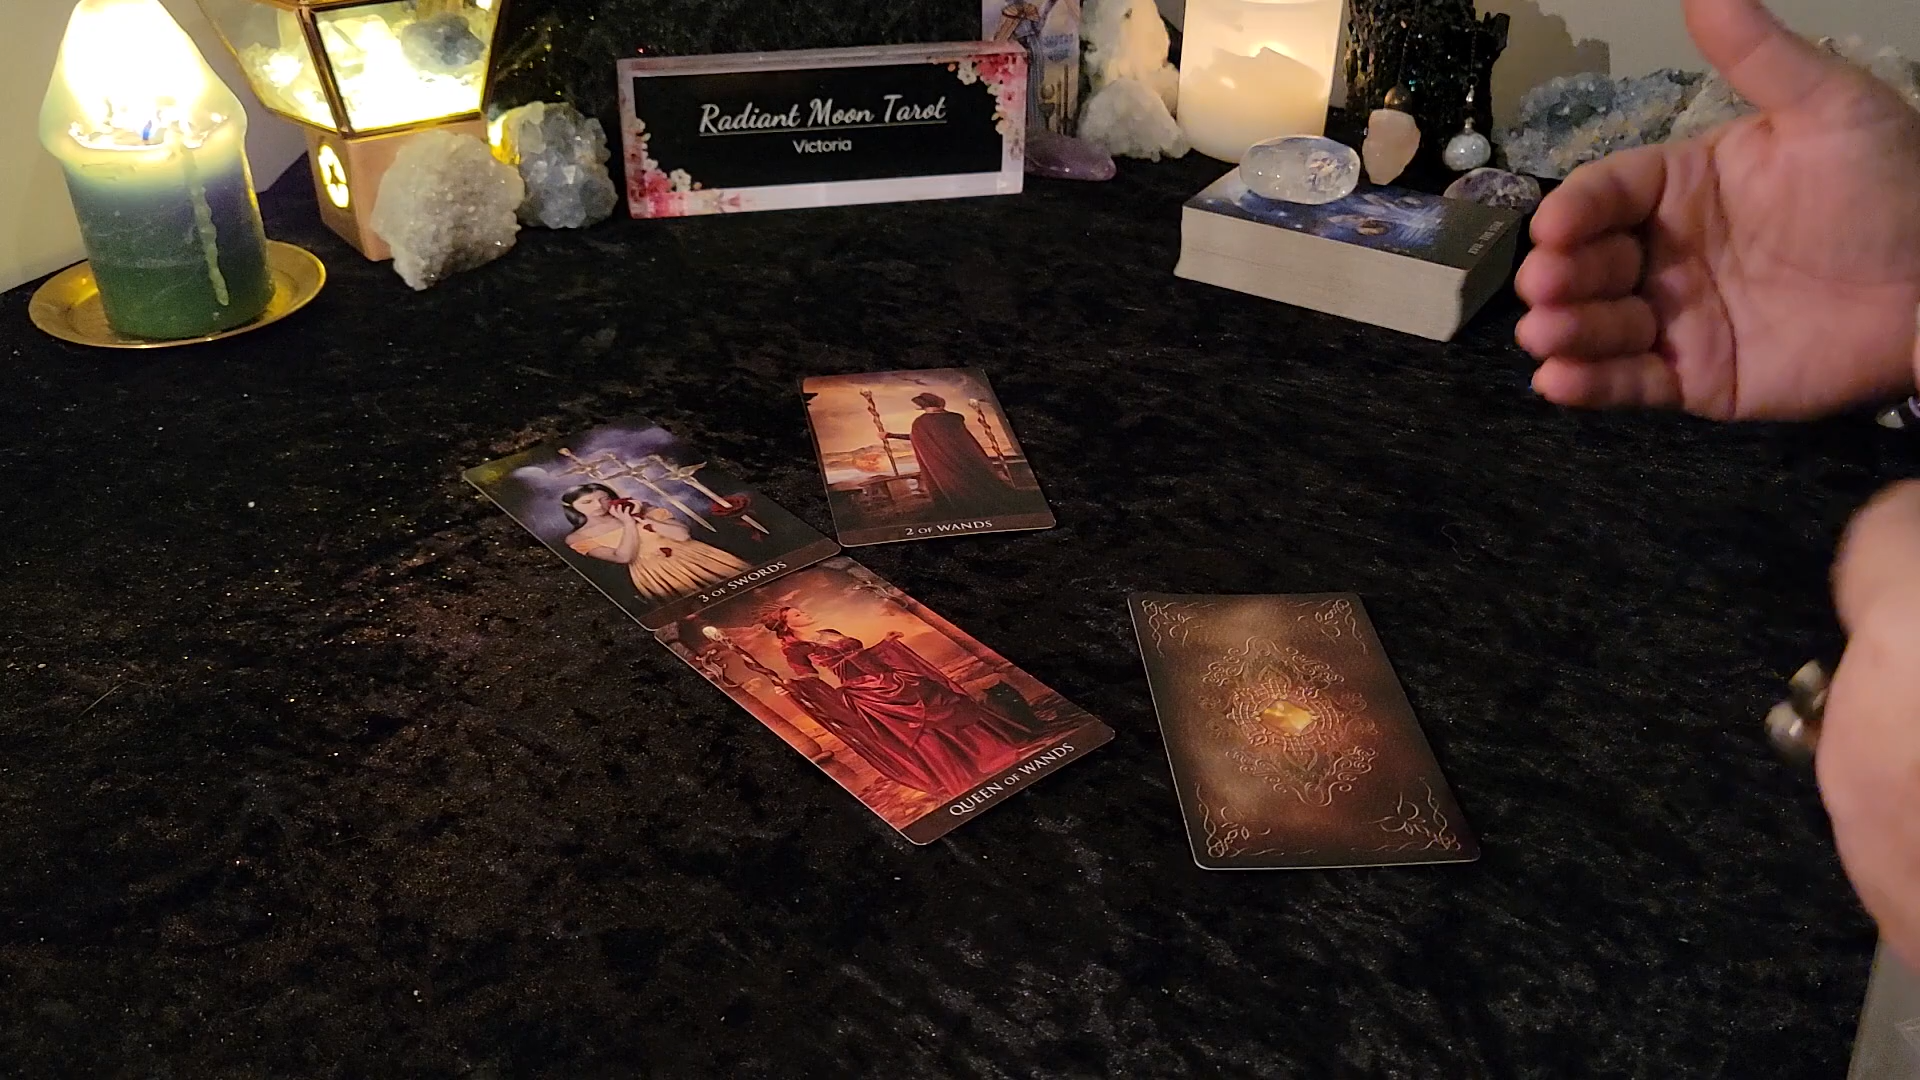 Radiant Moon Tarot
Victoria
2 OF WANDS
3 OF SWORDS
QUEEN OF WANDS